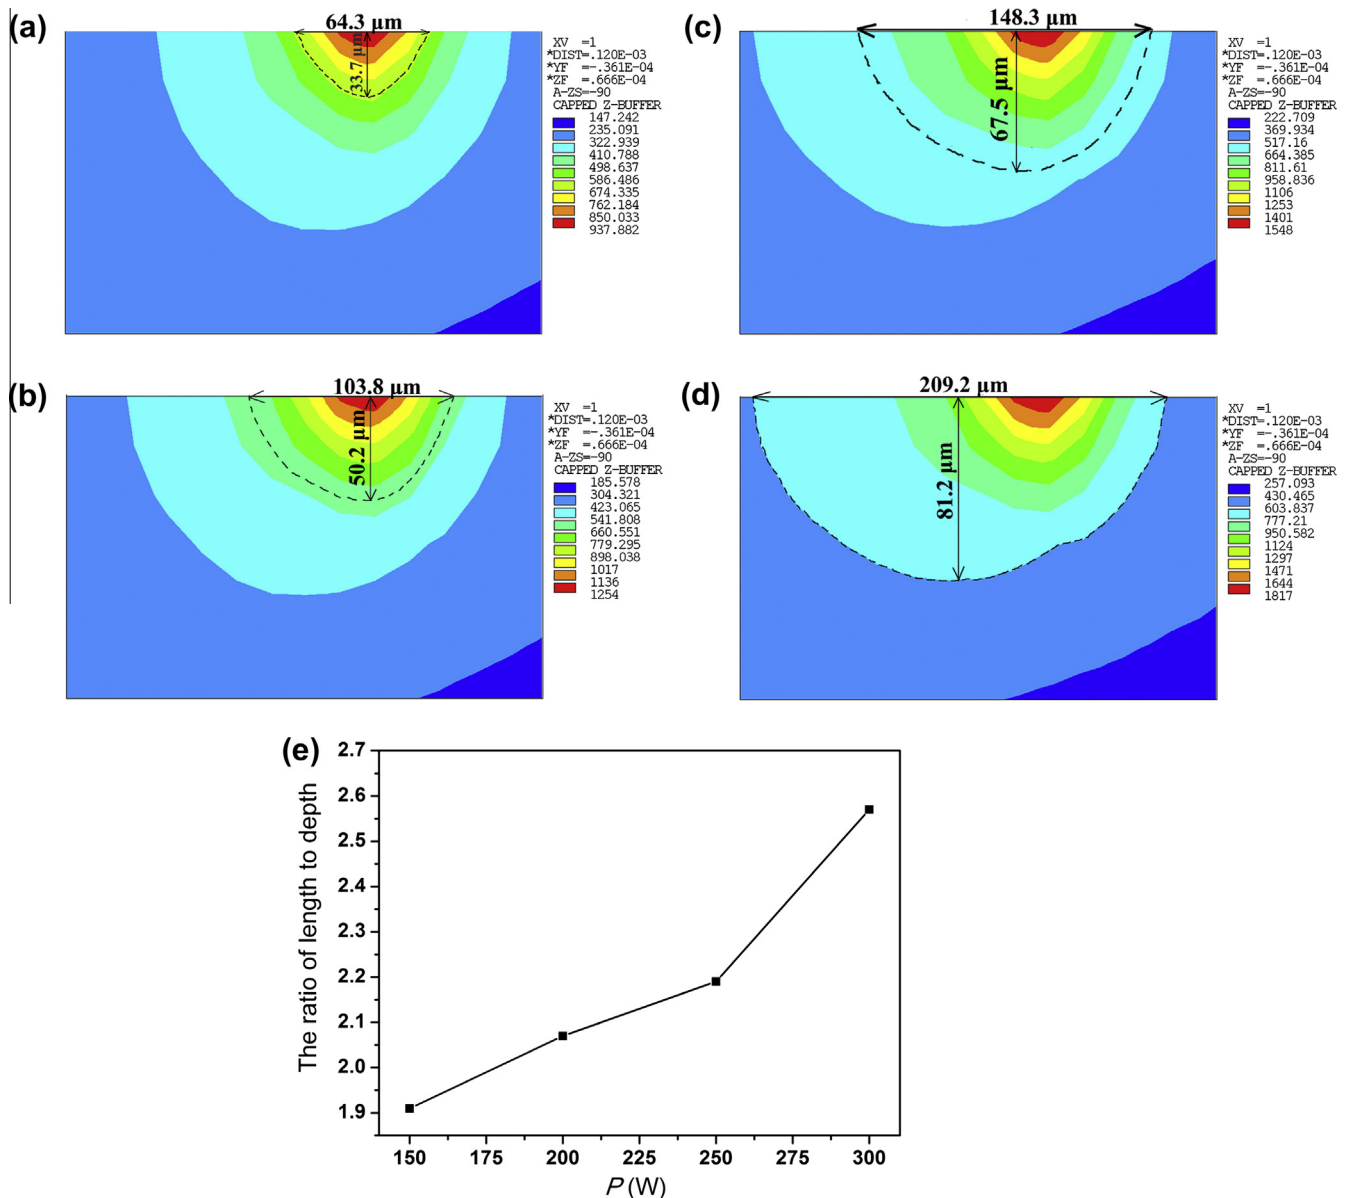 (a)
64.3 µm
33.7 µm
XV =1
*DIST=.120E-03
*YF =-.361E-04
*ZF =.666E-04
A-ZS=-90
CAPPED Z-BUFFER
147.242
235.091
322.939
410.788
498.637
586.486
674.335
762.184
850.033
937.882
(c)
148.3 µm
67.5 µm
XV =1
*DIST=.120E-03
*YF =-.361E-04
*ZF =.666E-04
A-ZS=-90
CAPPED Z-BUFFER
222.709
369.934
517.16
664.385
811.61
958.836
1106
1253
1401
1548
(b)
103.8 µm
50.2 µm
XV =1
*DIST=.120E-03
*YF =-.361E-04
*ZF =.666E-04
A-ZS=-90
CAPPED Z-BUFFER
185.578
304.321
423.065
541.808
660.551
779.295
898.038
1017
1136
1254
(d)
209.2 µm
81.2 µm
XV =1
*DIST=.120E-03
*YF =-.361E-04
*ZF =.666E-04
A-ZS=-90
CAPPED Z-BUFFER
257.093
430.465
603.837
777.21
950.582
1124
1297
1471
1644
1817
(e)
The ratio of length to depth
2.7
2.6
2.5
2.4
2.3
2.2
2.1
2.0
1.9
150 175 200 225 250 275 300
P (W)